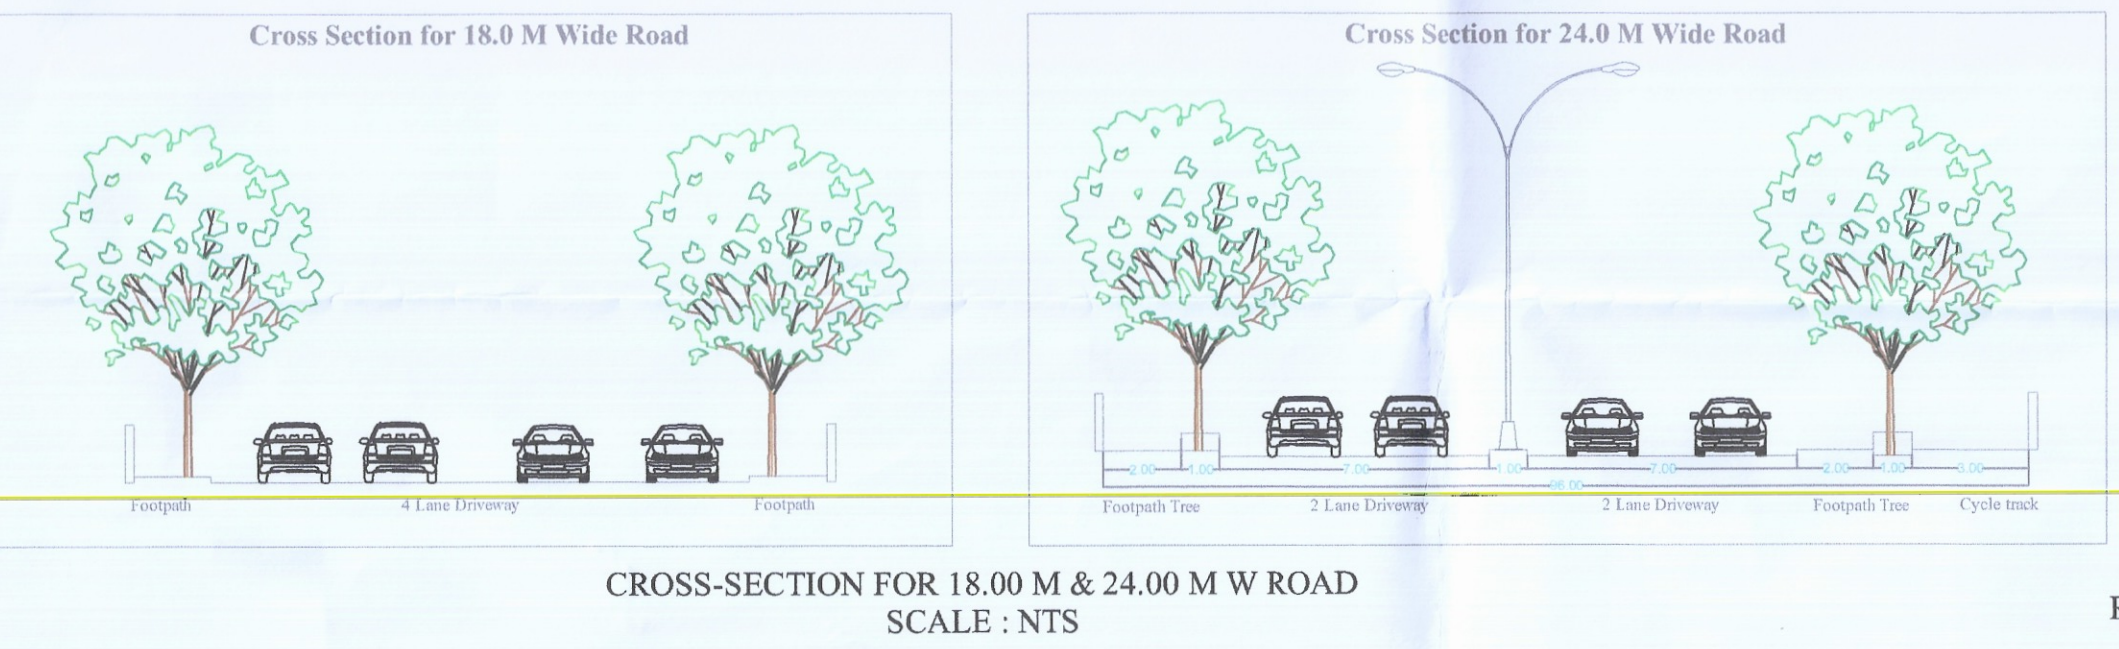 Cross Section for 18.0 M Wide Road
Footpath
4 Lane Driveway
Footpath
Cross Section for 24.0 M Wide Road
2.00 1.00 7.00 1.00 7.00 2.00 1.00 3.00
Footpath Tree
2 Lane Driveway
2 Lane Driveway
Footpath Tree
Cycle track
CROSS-SECTION FOR 18.00 M & 24.00 M W ROAD
SCALE : NTS